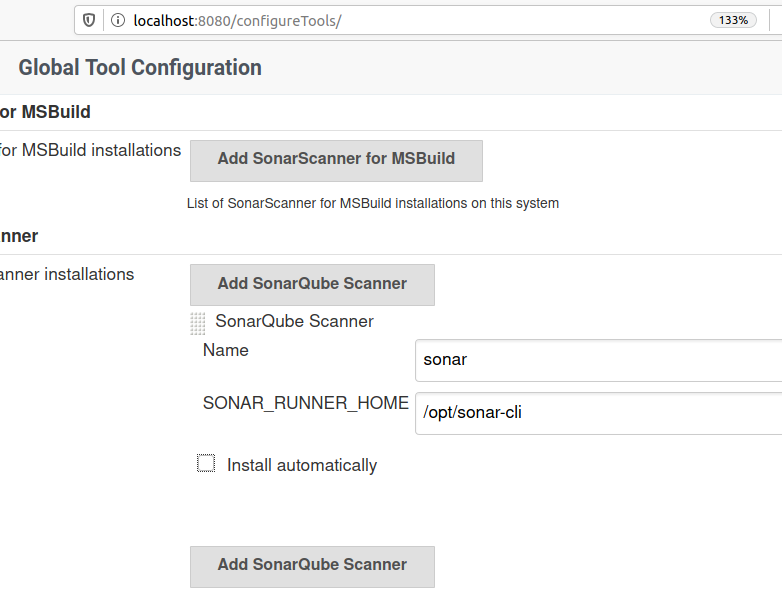 localhost:8080/configureTools/
133%
Global Tool Configuration
or MSBuild
for MSBuild installations
Add SonarScanner for MSBuild
List of SonarScanner for MSBuild installations on this system
nner
anner installations
Add SonarQube Scanner
SonarQube Scanner
Name
sonar
SONAR_RUNNER_HOME
/opt/sonar-cli
Install automatically
Add SonarQube Scanner